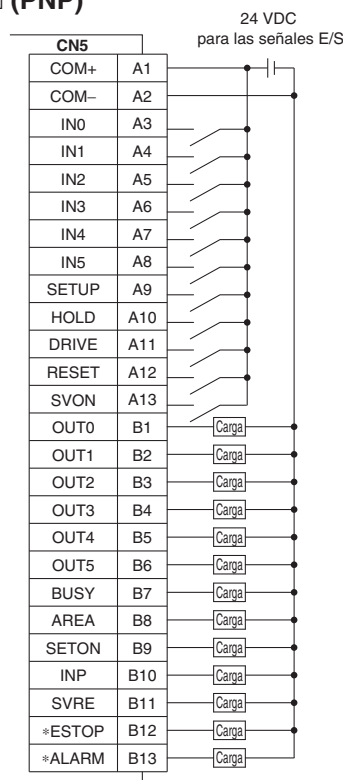 (PNP)
24 VDC
para las señales E/S
CN5
COM+ A1
COM− A2
IN0 A3
IN1 A4
IN2 A5
IN3 A6
IN4 A7
IN5 A8
SETUP A9
HOLD A10
DRIVE A11
RESET A12
SVON A13
OUT0 B1 Carga
OUT1 B2 Carga
OUT2 B3 Carga
OUT3 B4 Carga
OUT4 B5 Carga
OUT5 B6 Carga
BUSY B7 Carga
AREA B8 Carga
SETON B9 Carga
INP B10 Carga
SVRE B11 Carga
∗ESTOP B12 Carga
∗ALARM B13 Carga